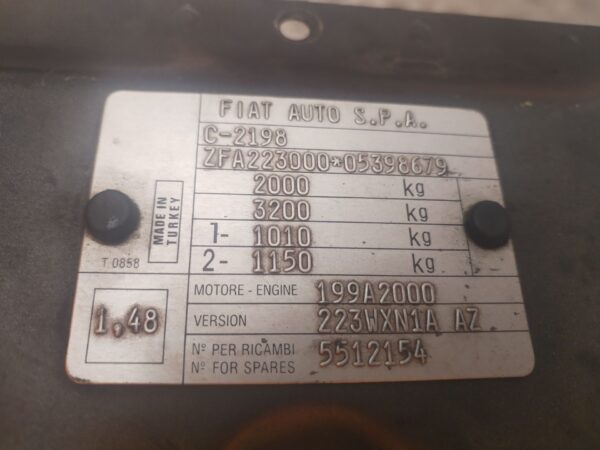 FIAT AUTO S.P.A.
C-2198
ZFA223000*05398679
2000 kg
3200 kg
1- 1010 kg
2- 1150 kg
MADE IN
TURKEY
T 0858
MOTORE - ENGINE 199A2000
1,48
VERSION 223WXN1A AZ
Nº PER RICAMBI
Nº FOR SPARES
5512154